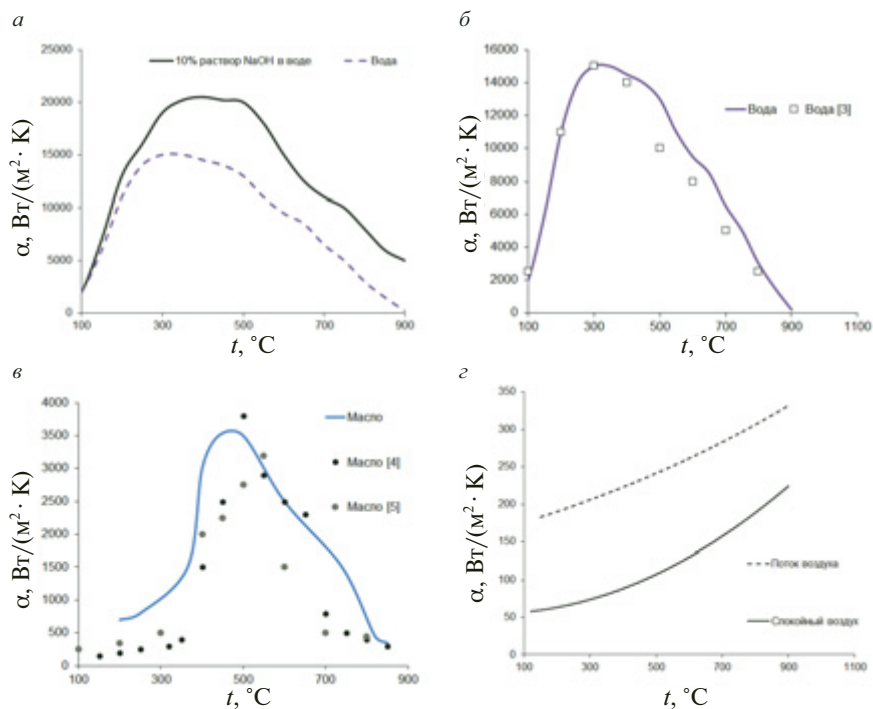 а
10% раствор NaOH в воде
Вода
25000
20000
15000
10000
5000
0
100
300
500
700
900
α, Вт/(м²· К)
t, °C
б
16000
14000
12000
10000
8000
6000
4000
2000
0
100
300
500
700
900
1100
α, Вт/(м²· К)
t, °C
Вода
Вода [3]
в
4000
3500
3000
2500
2000
1500
1000
500
0
100
300
500
700
900
α, Вт/(м²· К)
t, °C
Масло
Масло [4]
Масло [5]
г
350
300
250
200
150
100
50
0
100
300
500
700
900
1100
α, Вт/(м²· К)
t, °C
Поток воздуха
Спокойный воздух